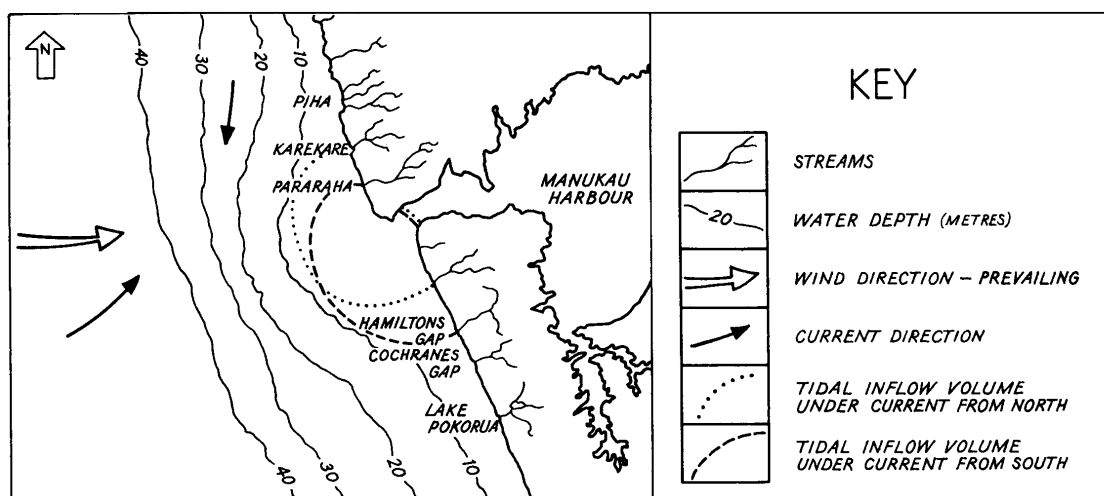 N
40
30
20
10
PIHA
KAREKARE
PARARAHA
MANUKAU
HARBOUR
HAMILTONS
GAP
COCHRANES
GAP
LAKE
POKORUA
40
30
20
10
KEY
STREAMS
20
WATER DEPTH (METRES)
WIND DIRECTION – PREVAILING
CURRENT DIRECTION
TIDAL INFLOW VOLUME
UNDER CURRENT FROM NORTH
TIDAL INFLOW VOLUME
UNDER CURRENT FROM SOUTH